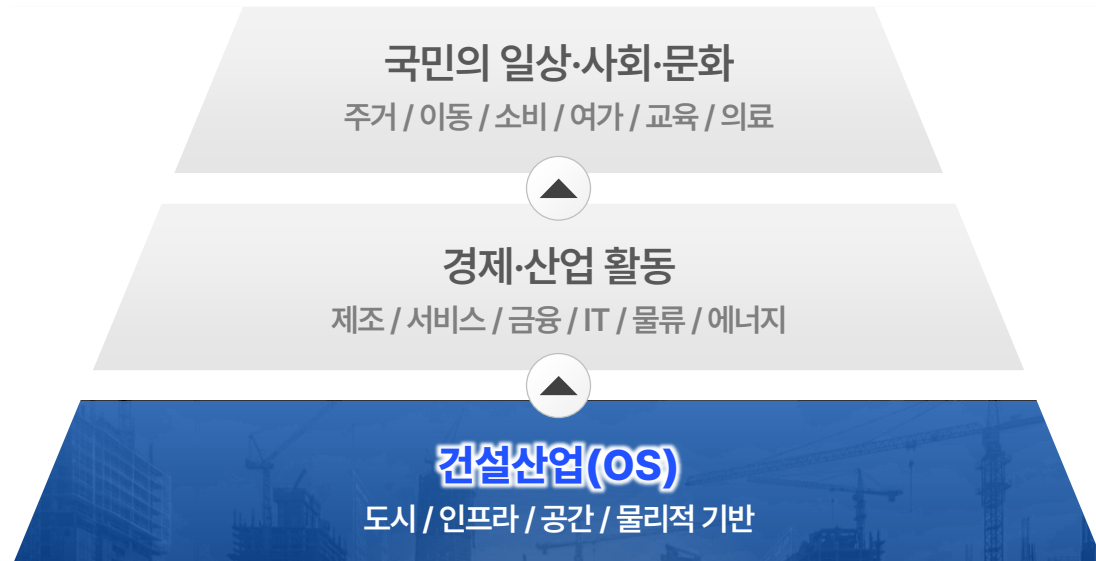 국민의 일상·사회·문화
주거 / 이동 / 소비 / 여가 / 교육 / 의료
경제·산업 활동
제조 / 서비스 / 금융 / IT / 물류 / 에너지
건설산업(OS)
도시 / 인프라 / 공간 / 물리적 기반